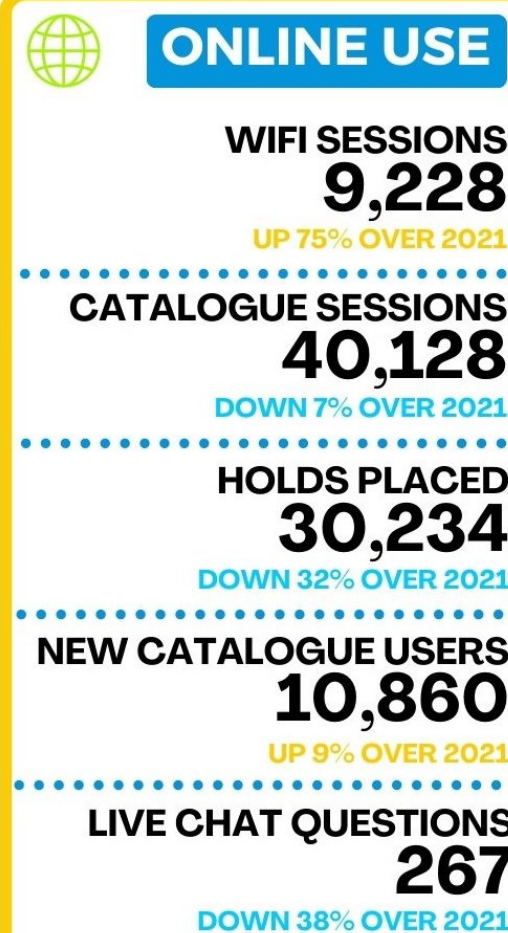 ONLINE USE
WIFI SESSIONS
9,228
UP 75% OVER 2021
CATALOGUE SESSIONS
40,128
DOWN 7% OVER 2021
HOLDS PLACED
30,234
DOWN 32% OVER 2021
NEW CATALOGUE USERS
10,860
UP 9% OVER 2021
LIVE CHAT QUESTIONS
267
DOWN 38% OVER 2021